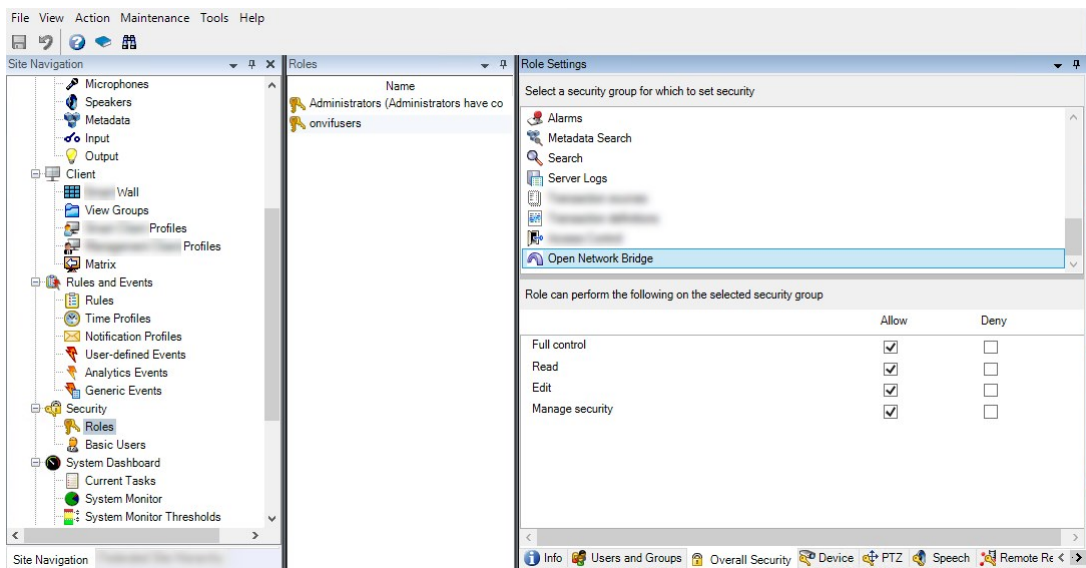 File View Action Maintenance Tools Help
Site Navigation
Microphones
Speakers
Metadata
Input
Output
Client
Wall
View Groups
Profiles
Profiles
Matrix
Rules and Events
Rules
Time Profiles
Notification Profiles
User-defined Events
Analytics Events
Generic Events
Security
Roles
Basic Users
System Dashboard
Current Tasks
System Monitor
System Monitor Thresholds
Site Navigation
Roles
Name
Administrators (Administrators have co
onvifusers
Role Settings
Select a security group for which to set security
Alarms
Metadata Search
Search
Server Logs
Open Network Bridge
Role can perform the following on the selected security group
Allow Deny
Full control
Read
Edit
Manage security
Info Users and Groups Overall Security Device PTZ Speech Remote Re